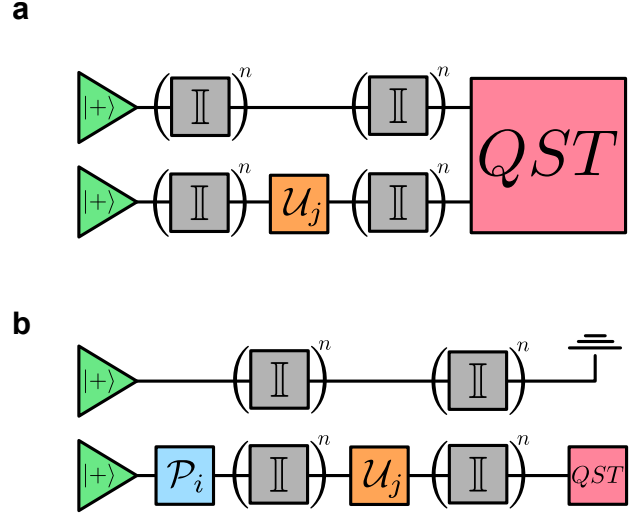 a
|+⟩ (𝕀)ⁿ (𝕀)ⁿ
QST
|+⟩ (𝕀)ⁿ 𝒰ⱼ (𝕀)ⁿ
b
|+⟩ (𝕀)ⁿ (𝕀)ⁿ
|+⟩ 𝒫ᵢ (𝕀)ⁿ 𝒰ⱼ (𝕀)ⁿ QST